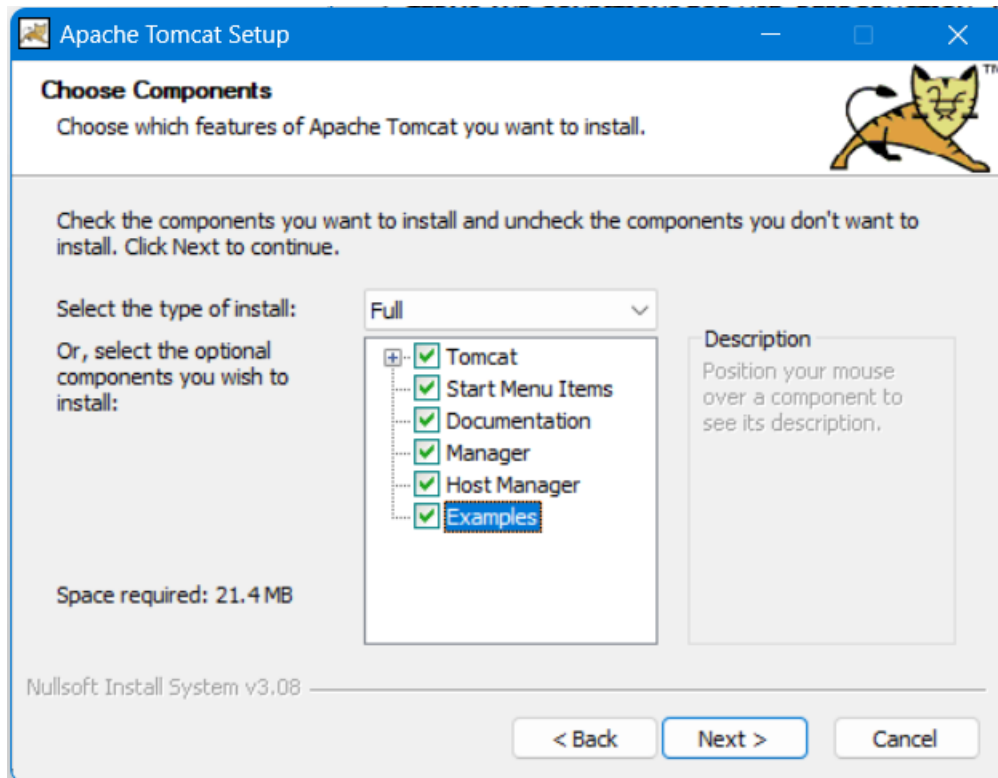 Apache Tomcat Setup
Choose Components
Choose which features of Apache Tomcat you want to install.
TM
Check the components you want to install and uncheck the components you don't want to
install. Click Next to continue.
Select the type of install:
Full
Or, select the optional
components you wish to
install:
Tomcat
Start Menu Items
Documentation
Manager
Host Manager
Examples
Description
Position your mouse
over a component to
see its description.
Space required: 21.4 MB
Nullsoft Install System v3.08
< Back
Next >
Cancel